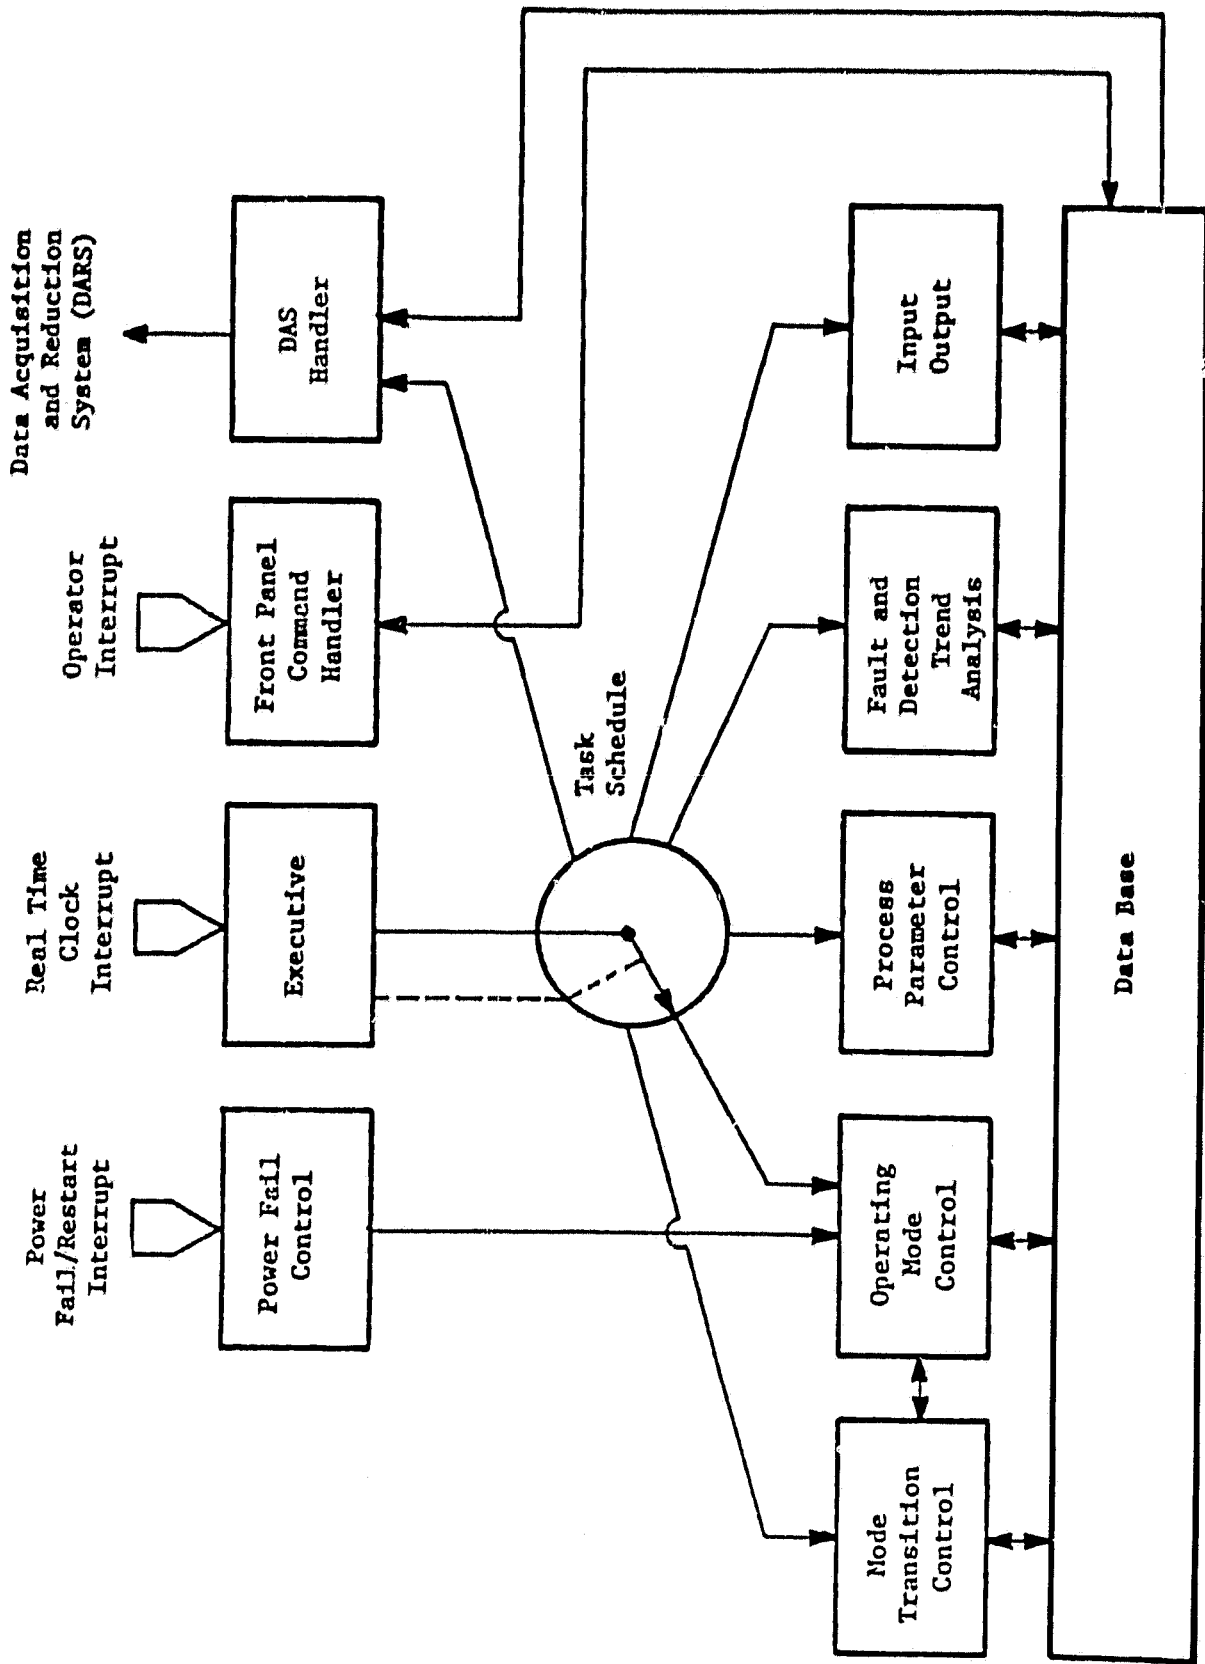 Power
Fail/Restart
Interrupt
Real Time
Clock
Interrupt
Operator
Interrupt
Data Acquisition
and Reduction
System (DARS)
Power Fail
Control
Executive
Front Panel
Commcnd
Handler
DAS
Handler
Task
Schedule
Mode
Transition
Control
Operating
Mode
Control
Process
Parameter
Control
Fault and
Detection
Trend
Analysis
Input
Output
Data Base